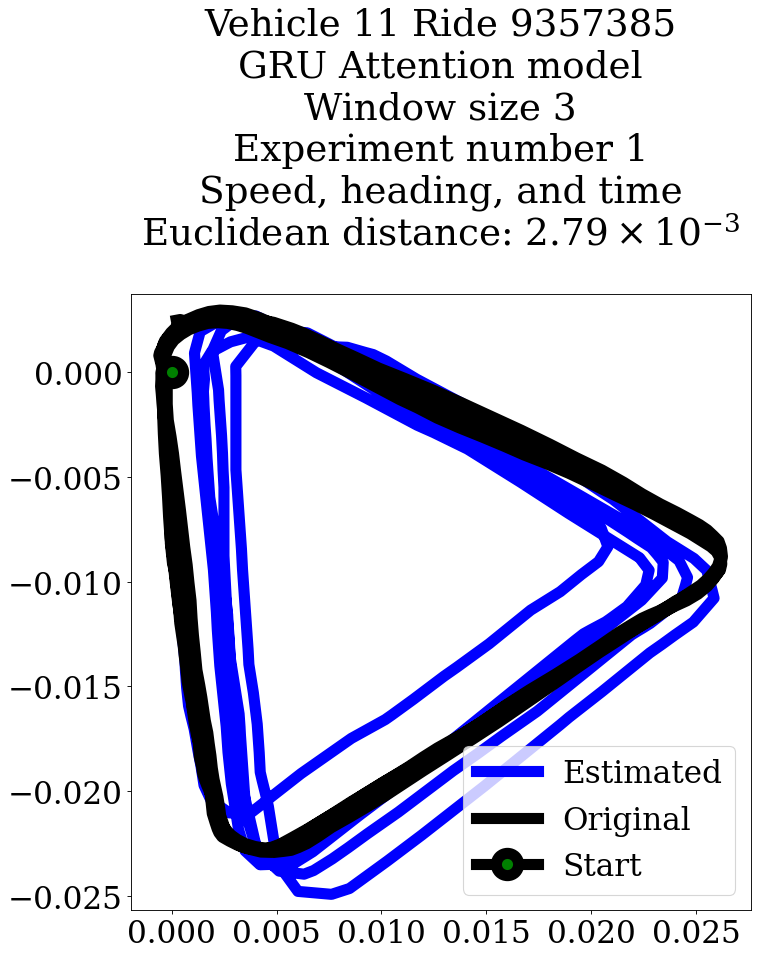 Vehicle 11 Ride 9357385
GRU Attention model
Window size 3
Experiment number 1
Speed, heading, and time
Euclidean distance: 2.79 × 10⁻³
0.000
−0.005
−0.010
−0.015
−0.020
−0.025
Estimated
Original
Start
0.000 0.005 0.010 0.015 0.020 0.025